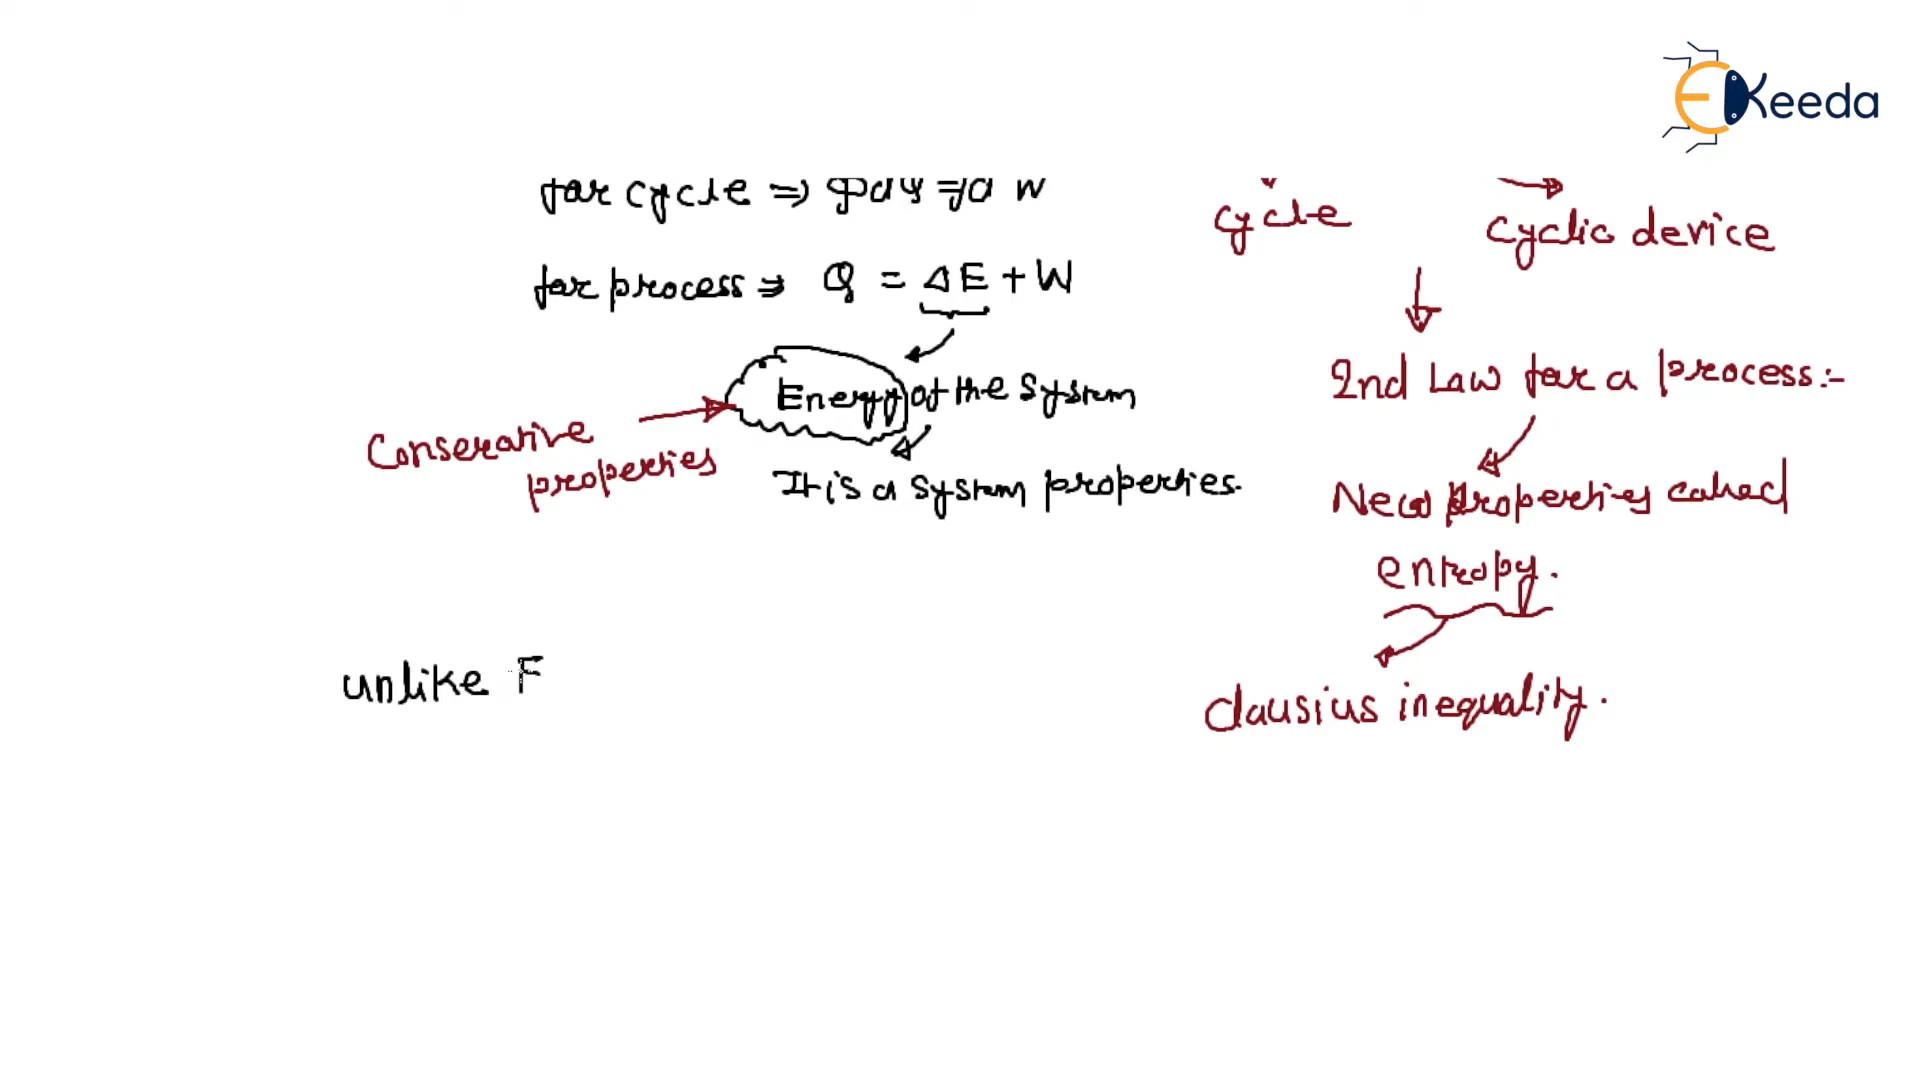 EKeeda
for cycle ⇒ ∮dQ = ∮dW
for process ⇒ Q = ΔE + W
Energy of the System
Conserative
properties
It is a system properties.
unlike F
cycle
cyclic device
2nd Law for a process:-
New properties called
entropy.
clausius inequality.